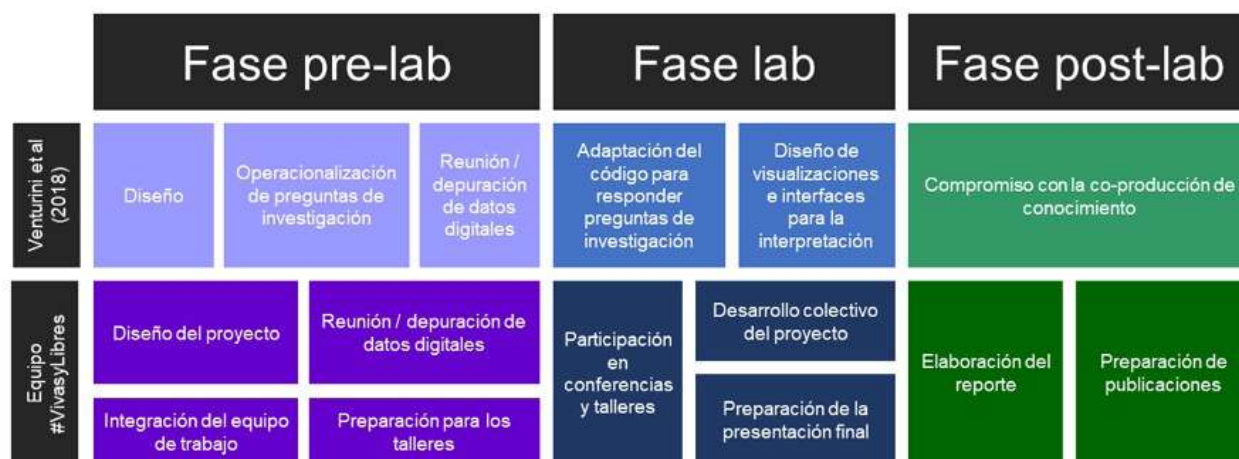 Fase pre-lab
Fase lab
Fase post-lab
Venturini et al
(2018)
Diseño
Operacionalización
de preguntas de
investigación
Reunión /
depuración
de datos
digitales
Adaptación del
código para
responder
preguntas de
investigación
Diseño de
visualizaciones
e interfaces
para la
interpretación
Compromiso con la co-producción de
conocimiento
Equipo
#VivasyLibres
Diseño del proyecto
Reunión / depuración de
datos digitales
Integración del equipo
de trabajo
Preparación para los
talleres
Participación
en
conferencias
y talleres
Desarrollo colectivo
del proyecto
Preparación de la
presentación final
Elaboración del
reporte
Preparación de
publicaciones